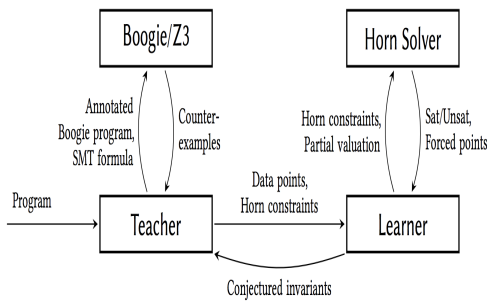 Boogie/Z3
Horn Solver
Annotated
Boogie program,
SMT formula
Counter-
examples
Horn constraints,
Partial valuation
Sat/Unsat,
Forced points
Program
Teacher
Data points,
Horn constraints
Learner
Conjectured invariants